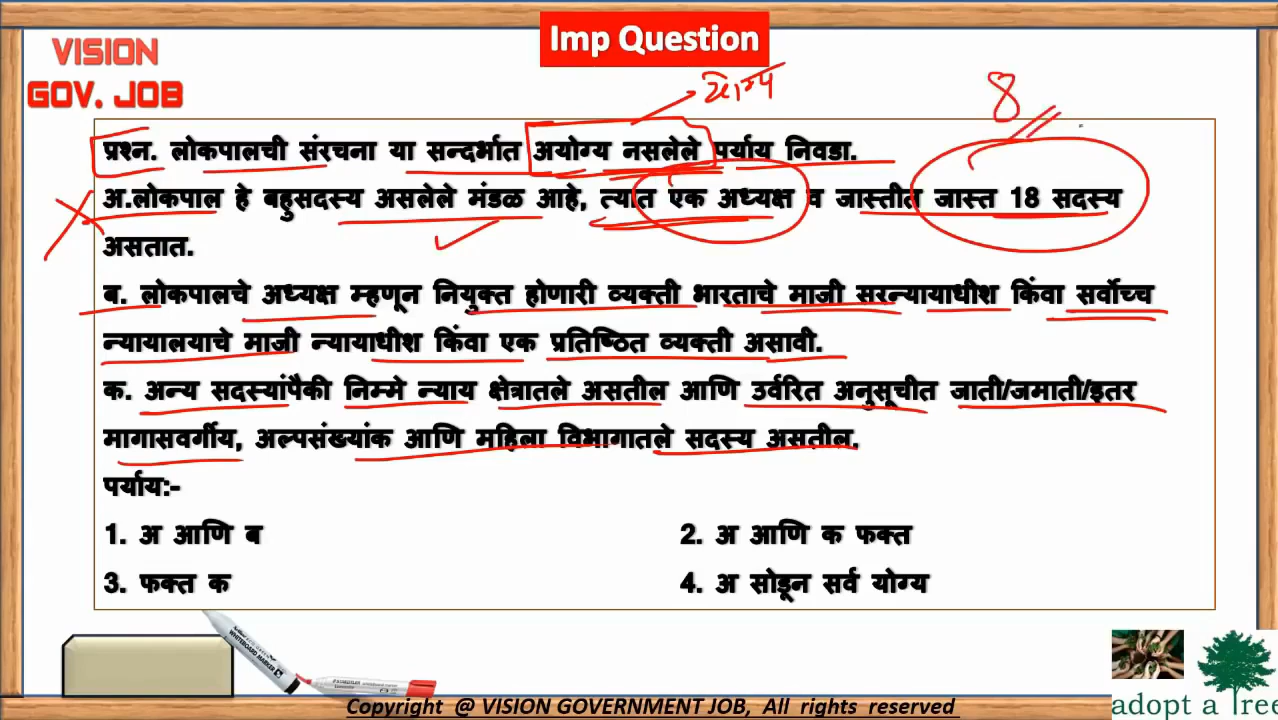 Imp Question
VISION
GOV. JOB
योग्य
8
प्रश्न. लोकपालची संरचना या सन्दर्भात अयोग्य नसलेले पर्याय निवडा.
अ.लोकपाल हे बहुसदस्य असलेले मंडळ आहे, त्यात एक अध्यक्ष व जास्तीत जास्त 18 सदस्य
असतात.
ब. लोकपालचे अध्यक्ष म्हणून नियुक्त होणारी व्यक्ती भारताचे माजी सरन्यायाधीश किंवा सर्वोच्च
न्यायालयाचे माजी न्यायाधीश किंवा एक प्रतिष्ठित व्यक्ती असावी.
क. अन्य सदस्यांपैकी निम्मे न्याय क्षेत्रातले असतील आणि उर्वरित अनुसूचीत जाती/जमाती/इतर
मागासवर्गीय, अल्पसंख्यांक आणि महिला विभागातले सदस्य असतील.
पर्याय:-
1. अ आणि ब
2. अ आणि क फक्त
3. फक्त क
4. अ सोडून सर्व योग्य
WHITEBOARD MARKER
Copyright @ VISION GOVERNMENT JOB, All rights reserved
adopt a Tree